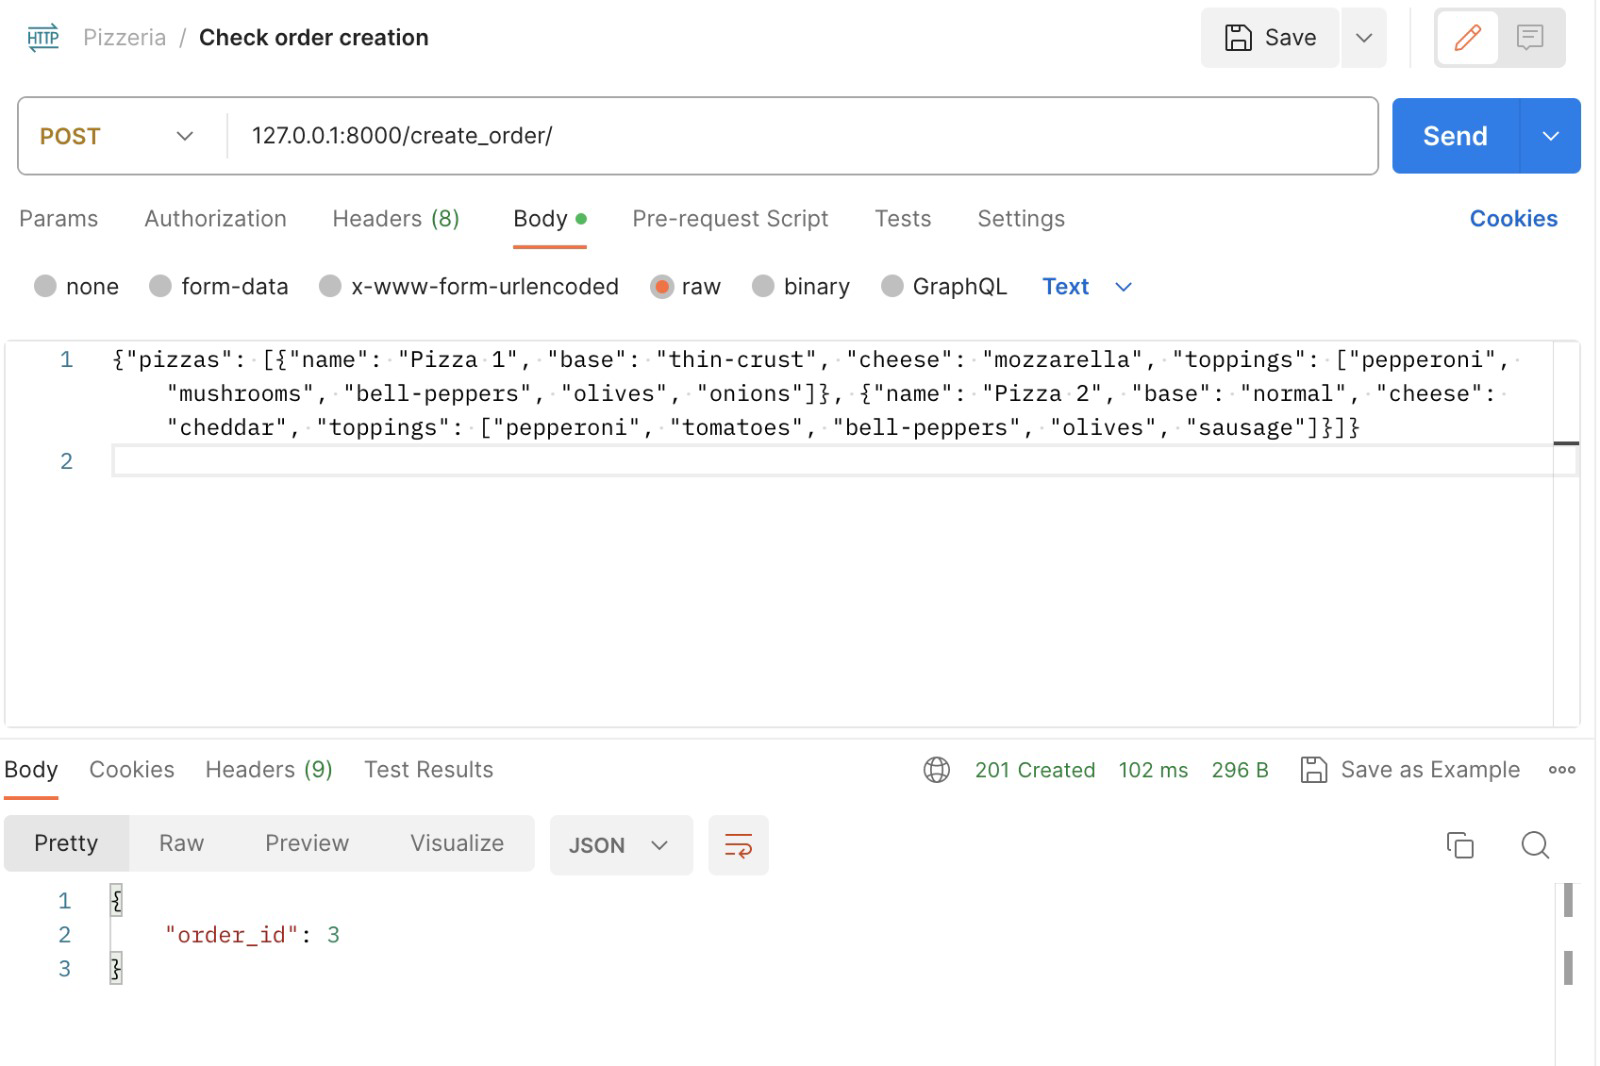 HTTP Pizzeria / Check order creation Save
POST 127.0.0.1:8000/create_order/ Send
Params Authorization Headers (8) Body Pre-request Script Tests Settings Cookies
none form-data x-www-form-urlencoded raw binary GraphQL Text
1 {"pizzas": [{"name": "Pizza 1", "base": "thin-crust", "cheese": "mozzarella", "toppings": ["pepperoni",
"mushrooms", "bell-peppers", "olives", "onions"]}, {"name": "Pizza 2", "base": "normal", "cheese":
"cheddar", "toppings": ["pepperoni", "tomatoes", "bell-peppers", "olives", "sausage"]}]}
2
Body Cookies Headers (9) Test Results 201 Created 102 ms 296 B Save as Example
Pretty Raw Preview Visualize JSON
1 {
2 "order_id": 3
3 }